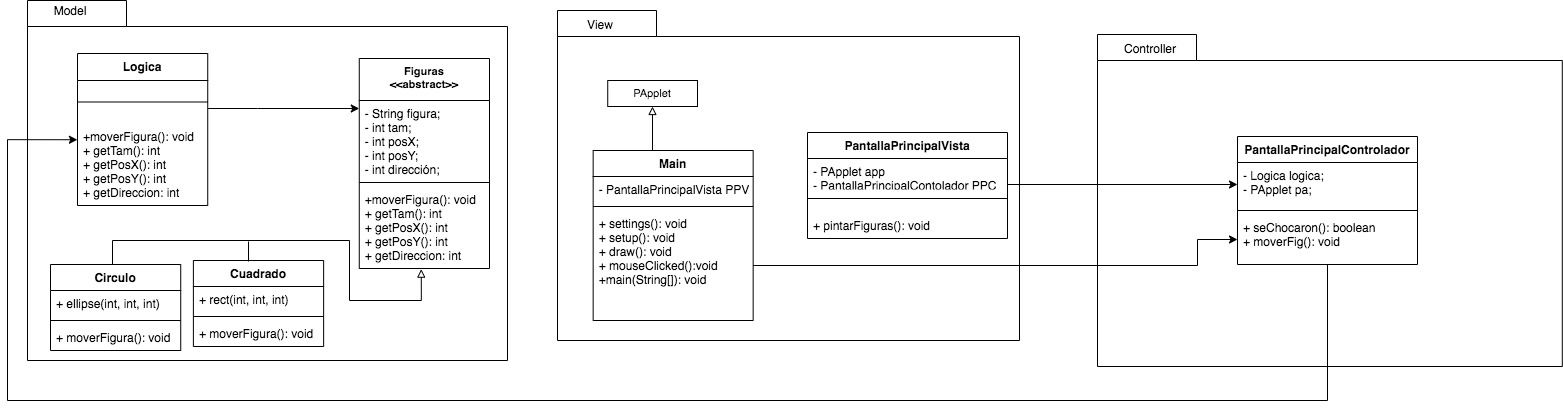 Model
Logica
+moverFigura(): void
+ getTam(): int
+ getPosX(): int
+ getPosY(): int
+ getDireccion: int
Figuras
<<abstract>>
- String figura;
- int tam;
- int posX;
- int posY;
- int dirección;
+moverFigura(): void
+ getTam(): int
+ getPosX(): int
+ getPosY(): int
+ getDireccion: int
Circulo
+ ellipse(int, int, int)
+ moverFigura(): void
Cuadrado
+ rect(int, int, int)
+ moverFigura(): void
View
PApplet
Main
- PantallaPrincipalVista PPV
+ settings(): void
+ setup(): void
+ draw(): void
+ mouseClicked():void
+main(String[]): void
PantallaPrincipalVista
- PApplet app
- PantallaPrincipalContolador PPC
+ pintarFiguras(): void
Controller
PantallaPrincipalControlador
- Logica logica;
- PApplet pa;
+ seChocaron(): boolean
+ moverFig(): void